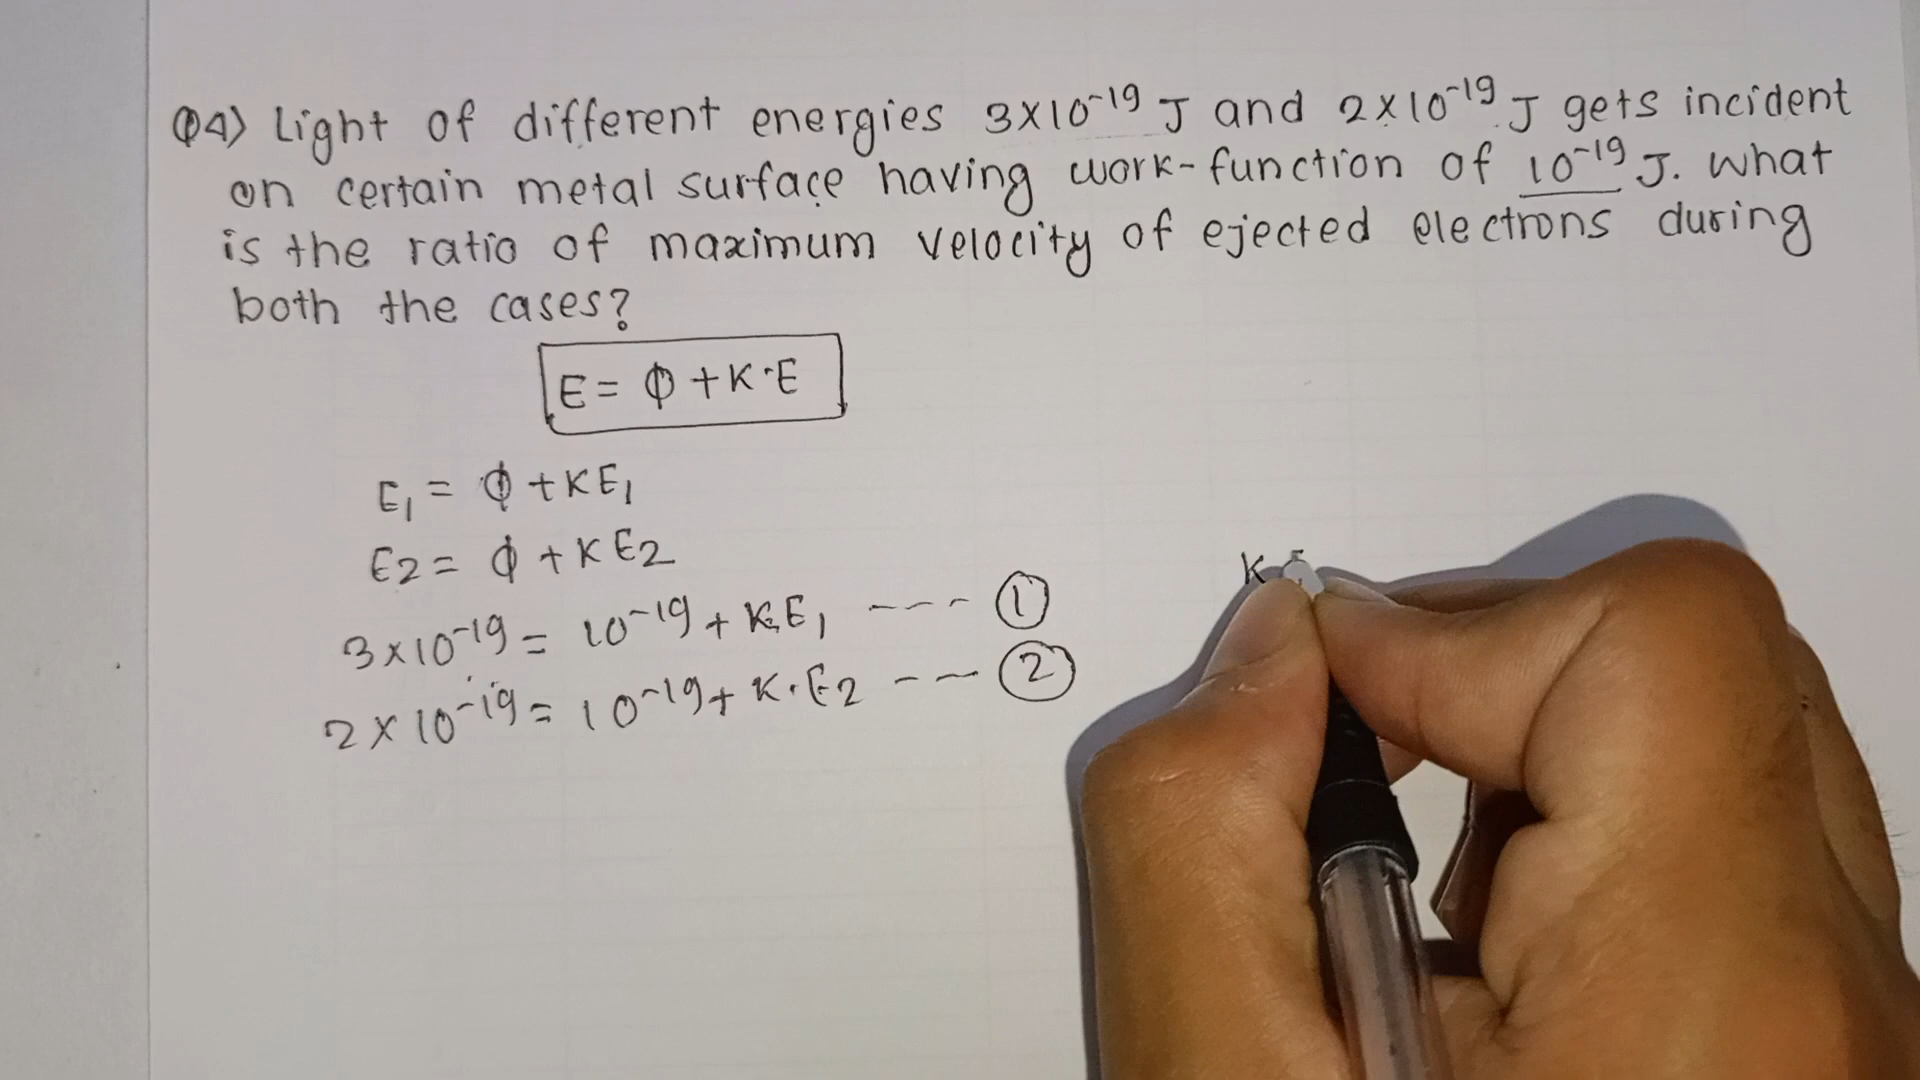 Q4) Light of different energies 3×10⁻¹⁹ J and 2×10⁻¹⁹ J gets incident
on certain metal surface having work-function of 10⁻¹⁹ J. What
is the ratio of maximum velocity of ejected electrons during
both the cases?
E = Φ + K·E
E₁ = Φ + KE₁
E₂ = Φ + KE₂
3×10⁻¹⁹ = 10⁻¹⁹ + K.E₁ --- ①
2×10⁻¹⁹ = 10⁻¹⁹ + K.E₂ -- ②
K